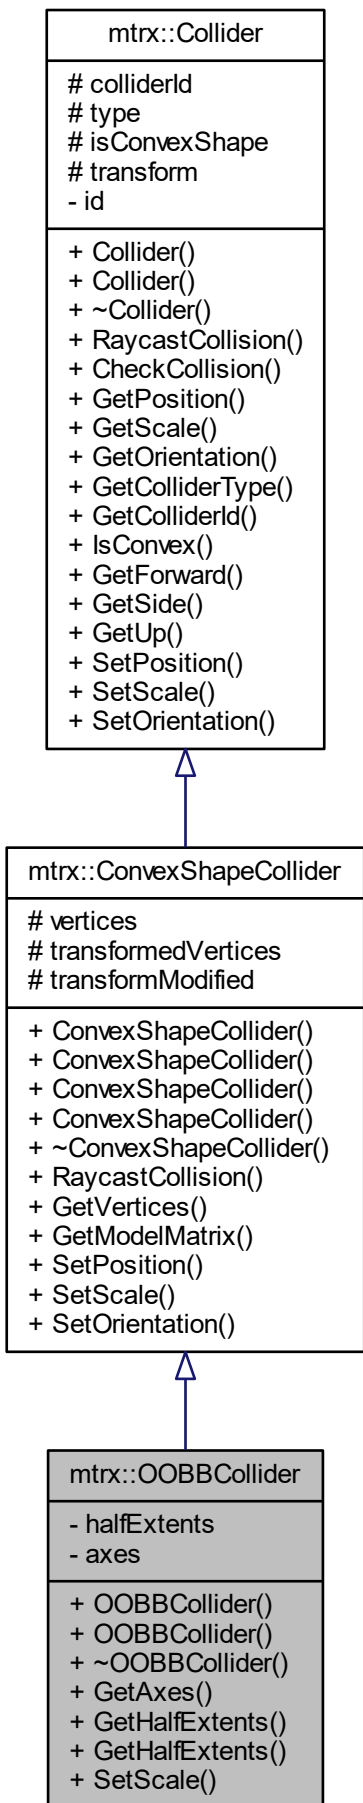 mtrx::Collider
# colliderId
# type
# isConvexShape
# transform
- id
+ Collider()
+ Collider()
+ ~Collider()
+ RaycastCollision()
+ CheckCollision()
+ GetPosition()
+ GetScale()
+ GetOrientation()
+ GetColliderType()
+ GetColliderId()
+ IsConvex()
+ GetForward()
+ GetSide()
+ GetUp()
+ SetPosition()
+ SetScale()
+ SetOrientation()
mtrx::ConvexShapeCollider
# vertices
# transformedVertices
# transformModified
+ ConvexShapeCollider()
+ ConvexShapeCollider()
+ ConvexShapeCollider()
+ ConvexShapeCollider()
+ ~ConvexShapeCollider()
+ RaycastCollision()
+ GetVertices()
+ GetModelMatrix()
+ SetPosition()
+ SetScale()
+ SetOrientation()
mtrx::OOBBCollider
- halfExtents
- axes
+ OOBBCollider()
+ OOBBCollider()
+ ~OOBBCollider()
+ GetAxes()
+ GetHalfExtents()
+ GetHalfExtents()
+ SetScale()